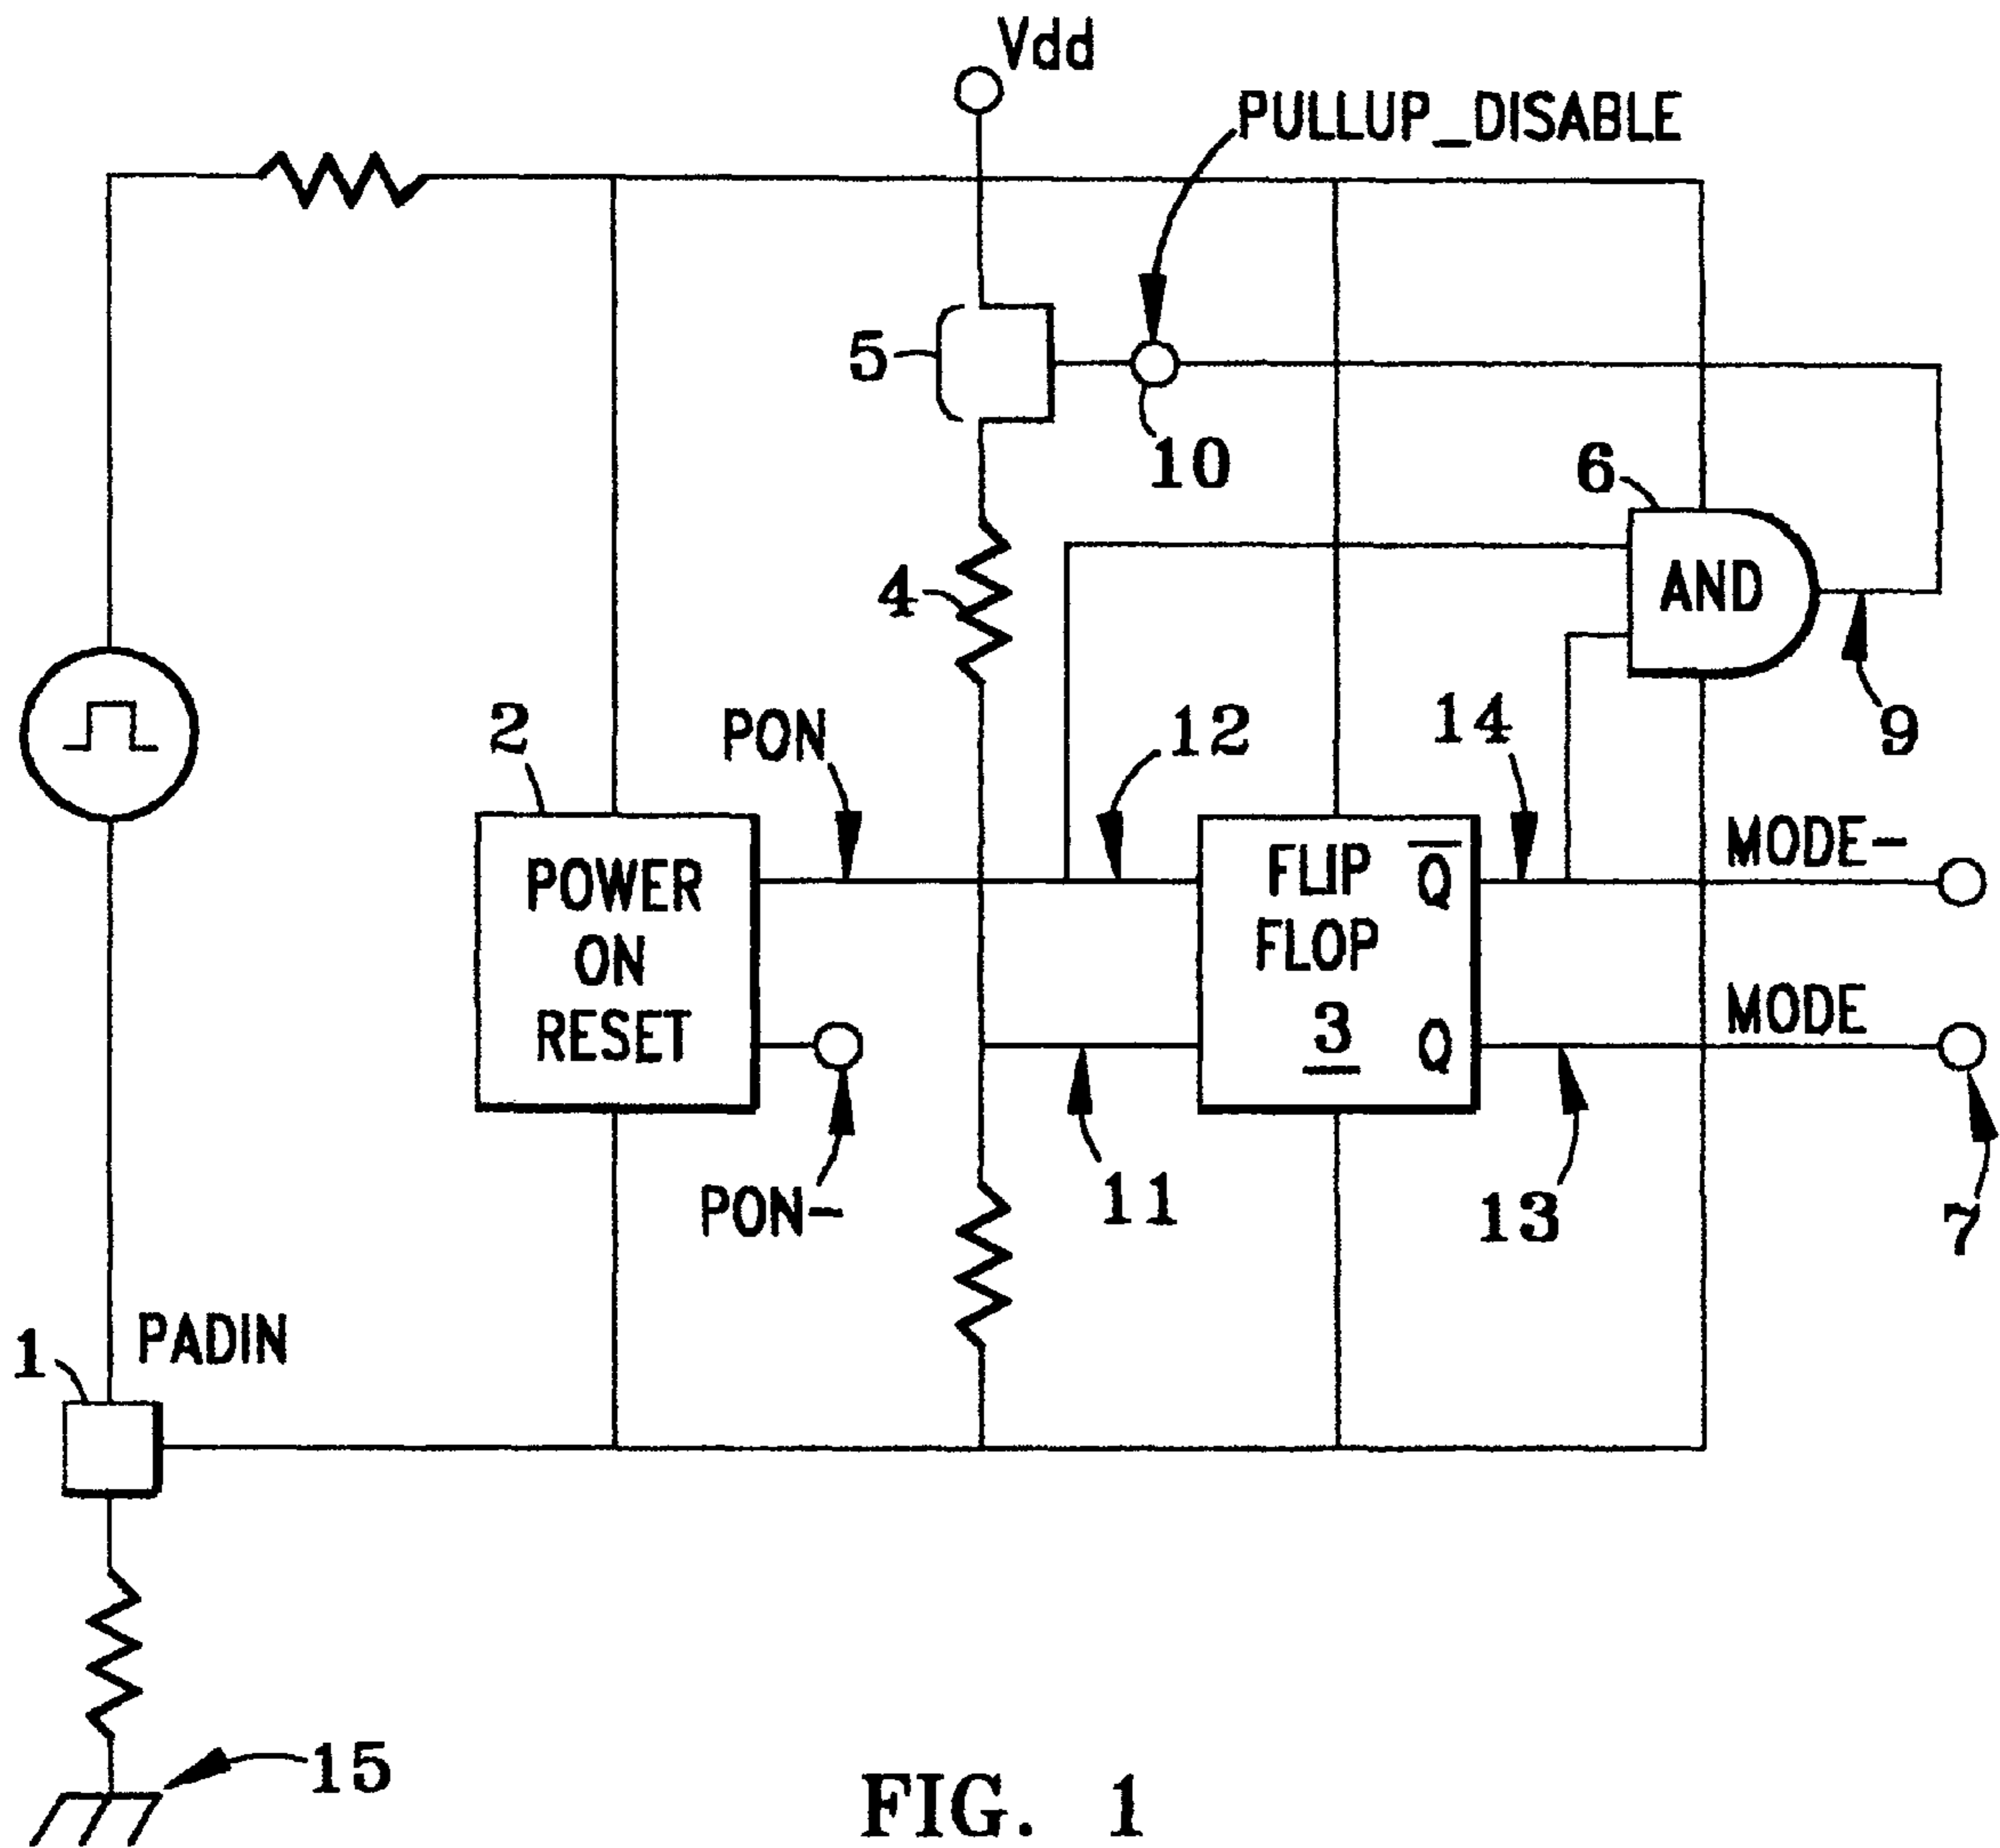 Vdd
PULLUP_DISABLE
5
10
6
4
AND
2
PON
12
14
9
POWER
ON
RESET
FLIP
FLOP
3
Q
Q
MODE-
MODE
PON-
11
13
7
1
PADIN
15
FIG. 1